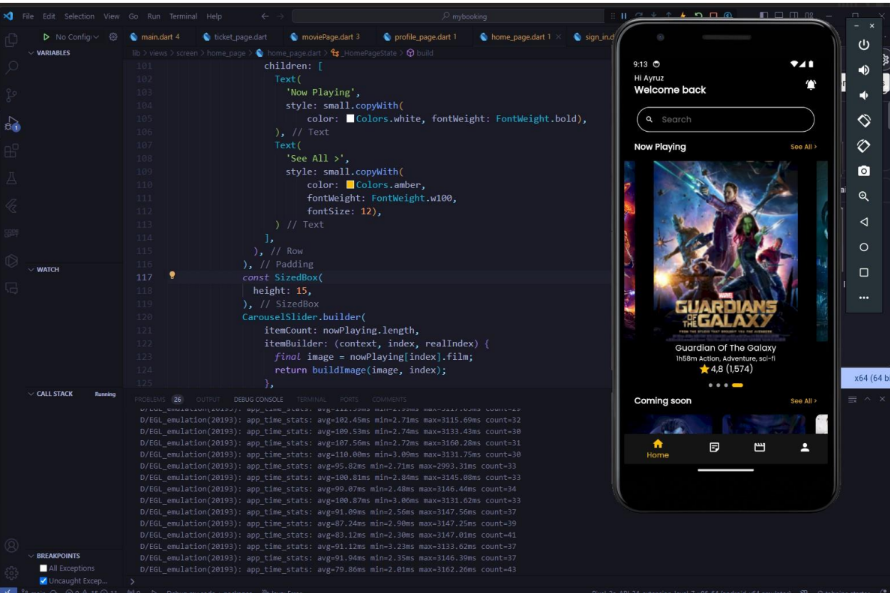 File Edit Selection View Go Run Terminal Help
mybooking
No Config
main.dart 4
ticket_page.dart
moviePage.dart 3
profile_page.dart 1
home_page.dart 1
lib > views > screen > home_page > home_page.dart > _HomePageState > build
VARIABLES
101 children: [
102 Text(
103 'Now Playing',
104 style: small.copyWith(
105 color: Colors.white, fontWeight: FontWeight.bold),
106 ), // Text
107 Text(
108 'See All >',
109 style: small.copyWith(
110 color: Colors.amber,
111 fontWeight: FontWeight.w100,
112 fontSize: 12),
113 ) // Text
114 ],
115 ), // Row
116 ), // Padding
117 const SizedBox(
118 height: 15,
119 ), // SizedBox
120 CarouselSlider.builder(
121 itemCount: nowPlaying.length,
122 itemBuilder: (context, index, realIndex) {
123 final image = nowPlaying[index].film;
124 return buildImage(image, index);
125 },
WATCH
CALL STACK Running
BREAKPOINTS
All Exceptions
Uncaught Excep...
PROBLEMS 26 OUTPUT DEBUG CONSOLE TERMINAL PORTS COMMENTS
D/EGL_emulation(20193): app_time_stats: avg=102.45ms min=2.71ms max=3115.69ms count=32
D/EGL_emulation(20193): app_time_stats: avg=109.53ms min=2.74ms max=3133.43ms count=30
D/EGL_emulation(20193): app_time_stats: avg=107.56ms min=2.72ms max=3160.28ms count=31
D/EGL_emulation(20193): app_time_stats: avg=110.00ms min=3.09ms max=3131.75ms count=30
D/EGL_emulation(20193): app_time_stats: avg=95.82ms min=2.71ms max=2993.31ms count=33
D/EGL_emulation(20193): app_time_stats: avg=100.81ms min=2.84ms max=3145.08ms count=33
D/EGL_emulation(20193): app_time_stats: avg=99.07ms min=2.48ms max=3146.44ms count=34
D/EGL_emulation(20193): app_time_stats: avg=100.87ms min=3.06ms max=3131.62ms count=33
D/EGL_emulation(20193): app_time_stats: avg=91.09ms min=2.56ms max=3147.56ms count=37
D/EGL_emulation(20193): app_time_stats: avg=87.24ms min=2.90ms max=3147.25ms count=39
D/EGL_emulation(20193): app_time_stats: avg=83.12ms min=2.30ms max=3147.01ms count=41
D/EGL_emulation(20193): app_time_stats: avg=91.12ms min=3.23ms max=3133.62ms count=37
D/EGL_emulation(20193): app_time_stats: avg=91.94ms min=2.35ms max=3146.39ms count=37
D/EGL_emulation(20193): app_time_stats: avg=79.86ms min=2.01ms max=3162.26ms count=43
9:13
Hi Ayruz
Welcome back
Search
Now Playing
See All >
MARVEL
GUARDIANS
OF THE
GALAXY
Guardian Of The Galaxy
1h58m Action, Adventure, sci-fi
4,8 (1,574)
Coming soon
See All >
Home
x64 (64 b